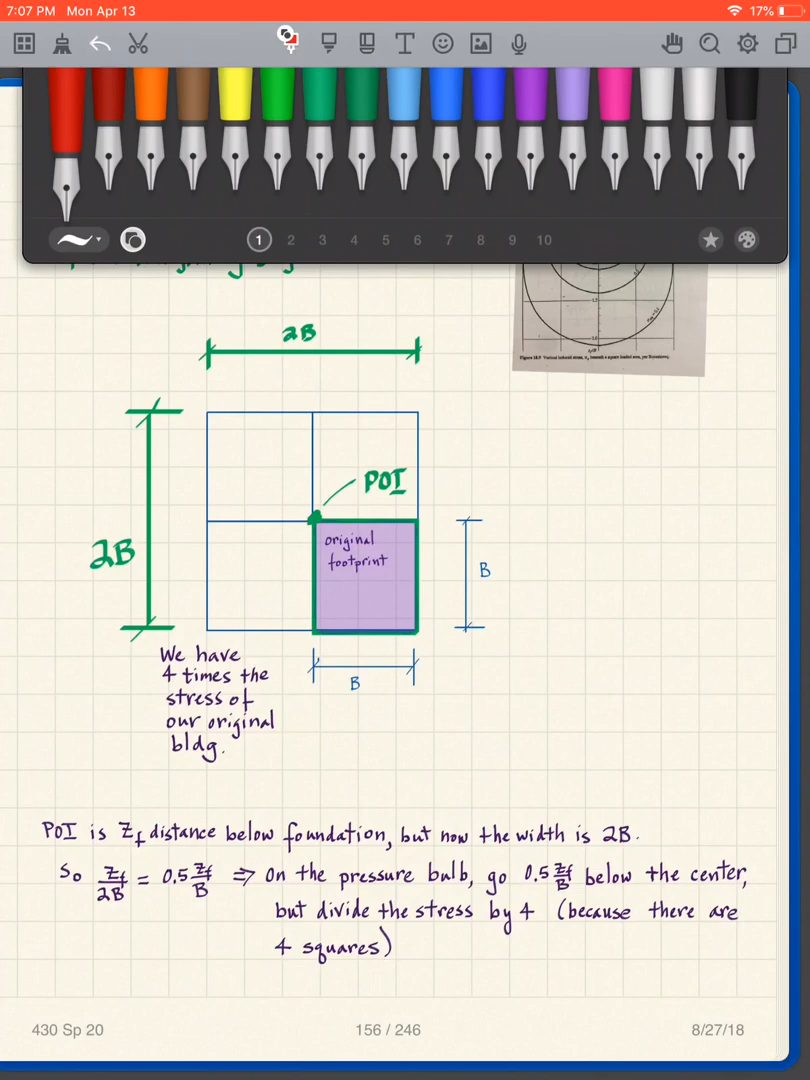 7:07 PM Mon Apr 13
17%
1 2 3 4 5 6 7 8 9 10
2B
2B
POI
original
footprint
B
B
We have
4 times the
stress of
our original
bldg.
POI is Zf distance below foundation, but now the width is 2B.
So Zf/2B = 0.5 Zf/B ⇒ On the pressure bulb, go 0.5 Zf/B below the center,
but divide the stress by 4 (because there are
4 squares)
430 Sp 20
156 / 246
8/27/18